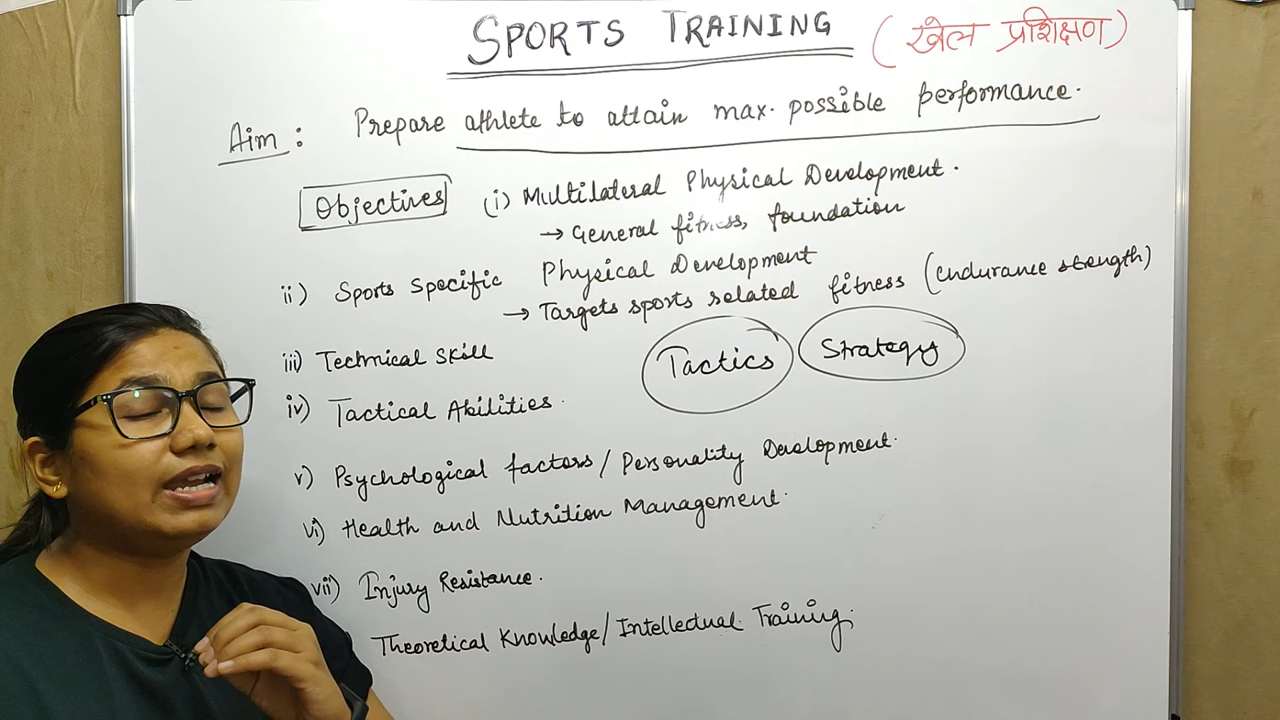 SPORTS TRAINING (खेल प्रशिक्षण)
Aim: Prepare athlete to attain max. possible performance.
Objectives (i) Multilateral Physical Development.
→ General fitness, foundation
ii) Sports Specific Physical Development
→ Targets sports related fitness (endurance strength)
iii) Technical Skill
Tactics Strategy
iv) Tactical Abilities.
v) Psychological factors/Personality Development.
vi) Health and Nutrition Management.
vii) Injury Resistance.
Theoretical Knowledge/Intellectual Training.